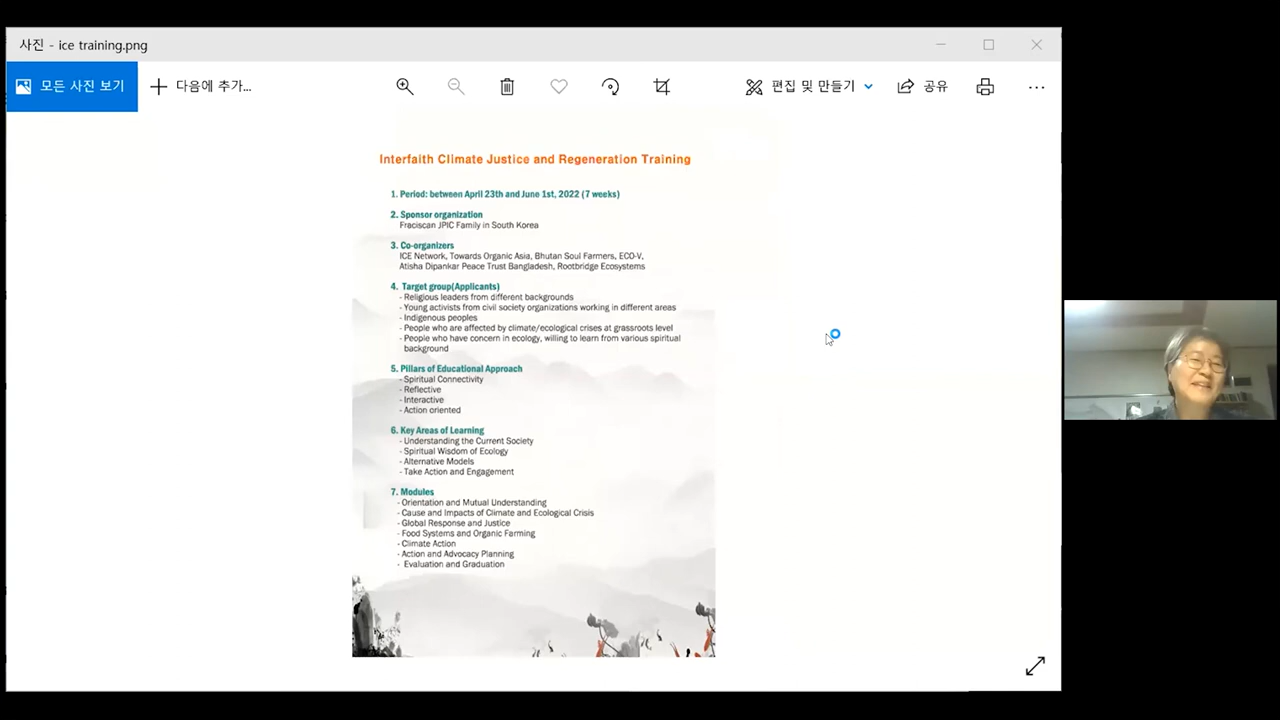 사진 - ice training.png
모든 사진 보기
다음에 추가...
편집 및 만들기
공유
Interfaith Climate Justice and Regeneration Training
1. Period: between April 23th and June 1st, 2022 (7 weeks)
2. Sponsor organization
Fraciscan JPIC Family in South Korea
3. Co-organizers
ICE Network, Towards Organic Asia, Bhutan Soul Farmers, ECO-V,
Atisha Dipankar Peace Trust Bangladesh, Rootbridge Ecosystems
4. Target group(Applicants)
- Religious leaders from different backgrounds
- Young activists from civil society organizations working in different areas
- Indigenous peoples
- People who are affected by climate/ecological crises at grassroots level
- People who have concern in ecology, willing to learn from various spiritual
background
5. Pillars of Educational Approach
- Spiritual Connectivity
- Reflective
- Interactive
- Action oriented
6. Key Areas of Learning
- Understanding the Current Society
- Spiritual Wisdom of Ecology
- Alternative Models
- Take Action and Engagement
7. Modules
- Orientation and Mutual Understanding
- Cause and Impacts of Climate and Ecological Crisis
- Global Response and Justice
- Food Systems and Organic Farming
- Climate Action
- Action and Advocacy Planning
- Evaluation and Graduation